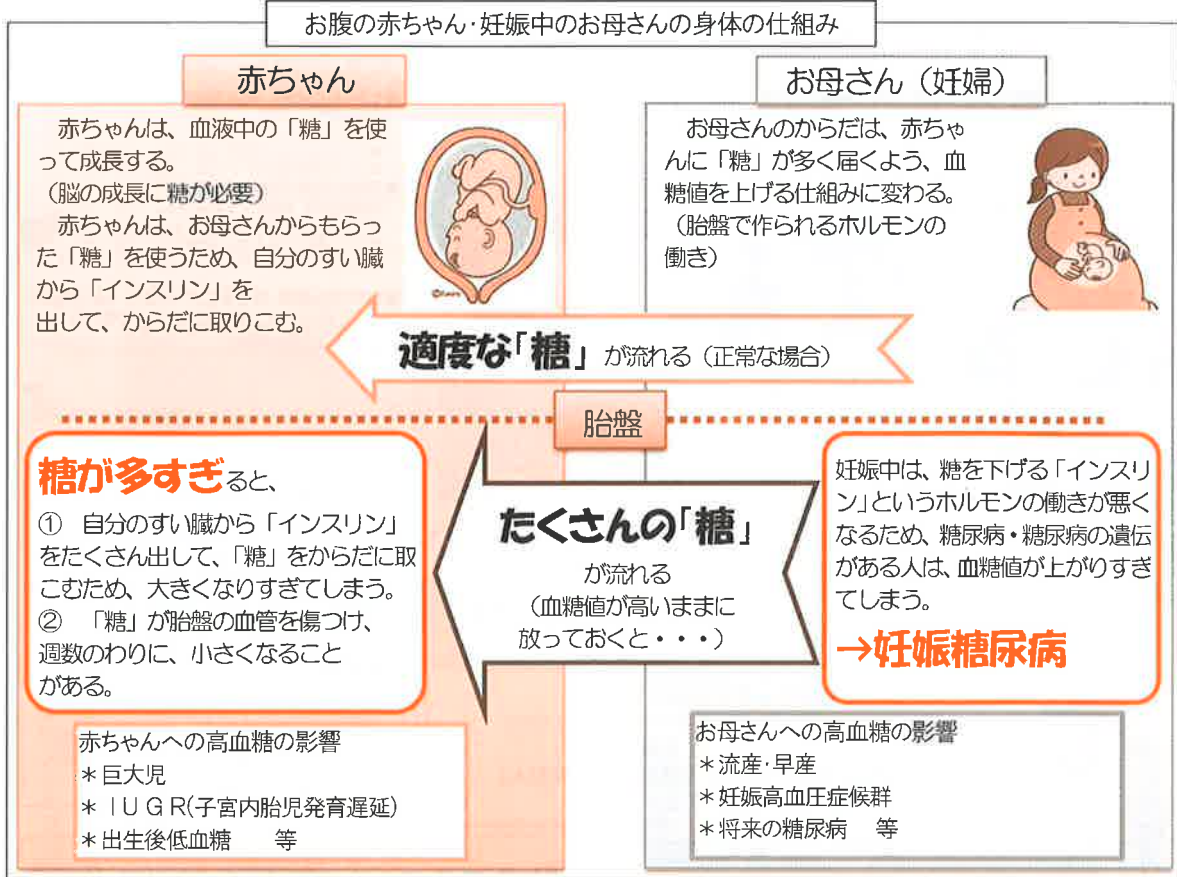 お腹の赤ちゃん・妊娠中のお母さんの身体の仕組み
赤ちゃん
赤ちゃんは、血液中の「糖」を使
って成長する。
（脳の成長に糖が必要）
赤ちゃんは、お母さんからもらっ
た「糖」を使うため、自分のすい臓
から「インスリン」を
出して、からだに取りこむ。
お母さん（妊婦）
お母さんのからだは、赤ちゃ
んに「糖」が多く届くよう、血
糖値を上げる仕組みに変わる。
（胎盤で作られるホルモンの
働き）
適度な「糖」が流れる（正常な場合）
胎盤
糖が多すぎると、
①　自分のすい臓から「インスリン」
をたくさん出して、「糖」をからだに取
こむため、大きくなりすぎてしまう。
②　「糖」が胎盤の血管を傷つけ、
週数のわりに、小さくなること
がある。
たくさんの「糖」
が流れる
（血糖値が高いままに
放っておくと・・・）
妊娠中は、糖を下げる「インスリ
ン」というホルモンの働きが悪く
なるため、糖尿病・糖尿病の遺伝
がある人は、血糖値が上がりすぎ
てしまう。
→妊娠糖尿病
赤ちゃんへの高血糖の影響
＊巨大児
＊ＩＵＧＲ(子宮内胎児発育遅延)
＊出生後低血糖　等
お母さんへの高血糖の影響
＊流産・早産
＊妊娠高血圧症候群
＊将来の糖尿病　等